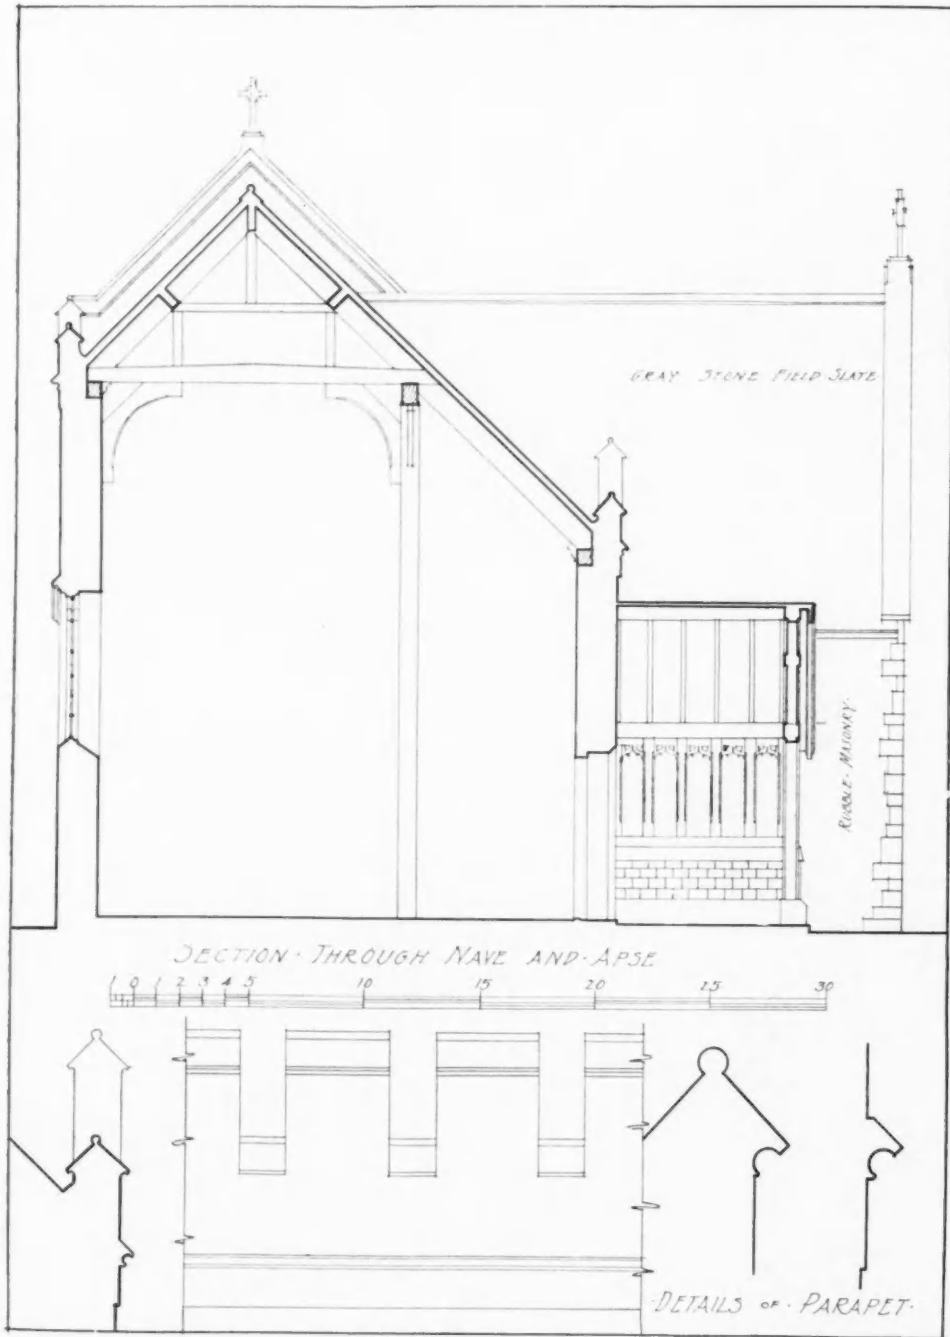 GRAY STONE FIELD SLATE
RUBBLE · MASONRY·
SECTION · THROUGH NAVE AND · APSE
1 0 1 2 3 4 5 10 15 20 25 30
·DETAILS OF · PARAPET·